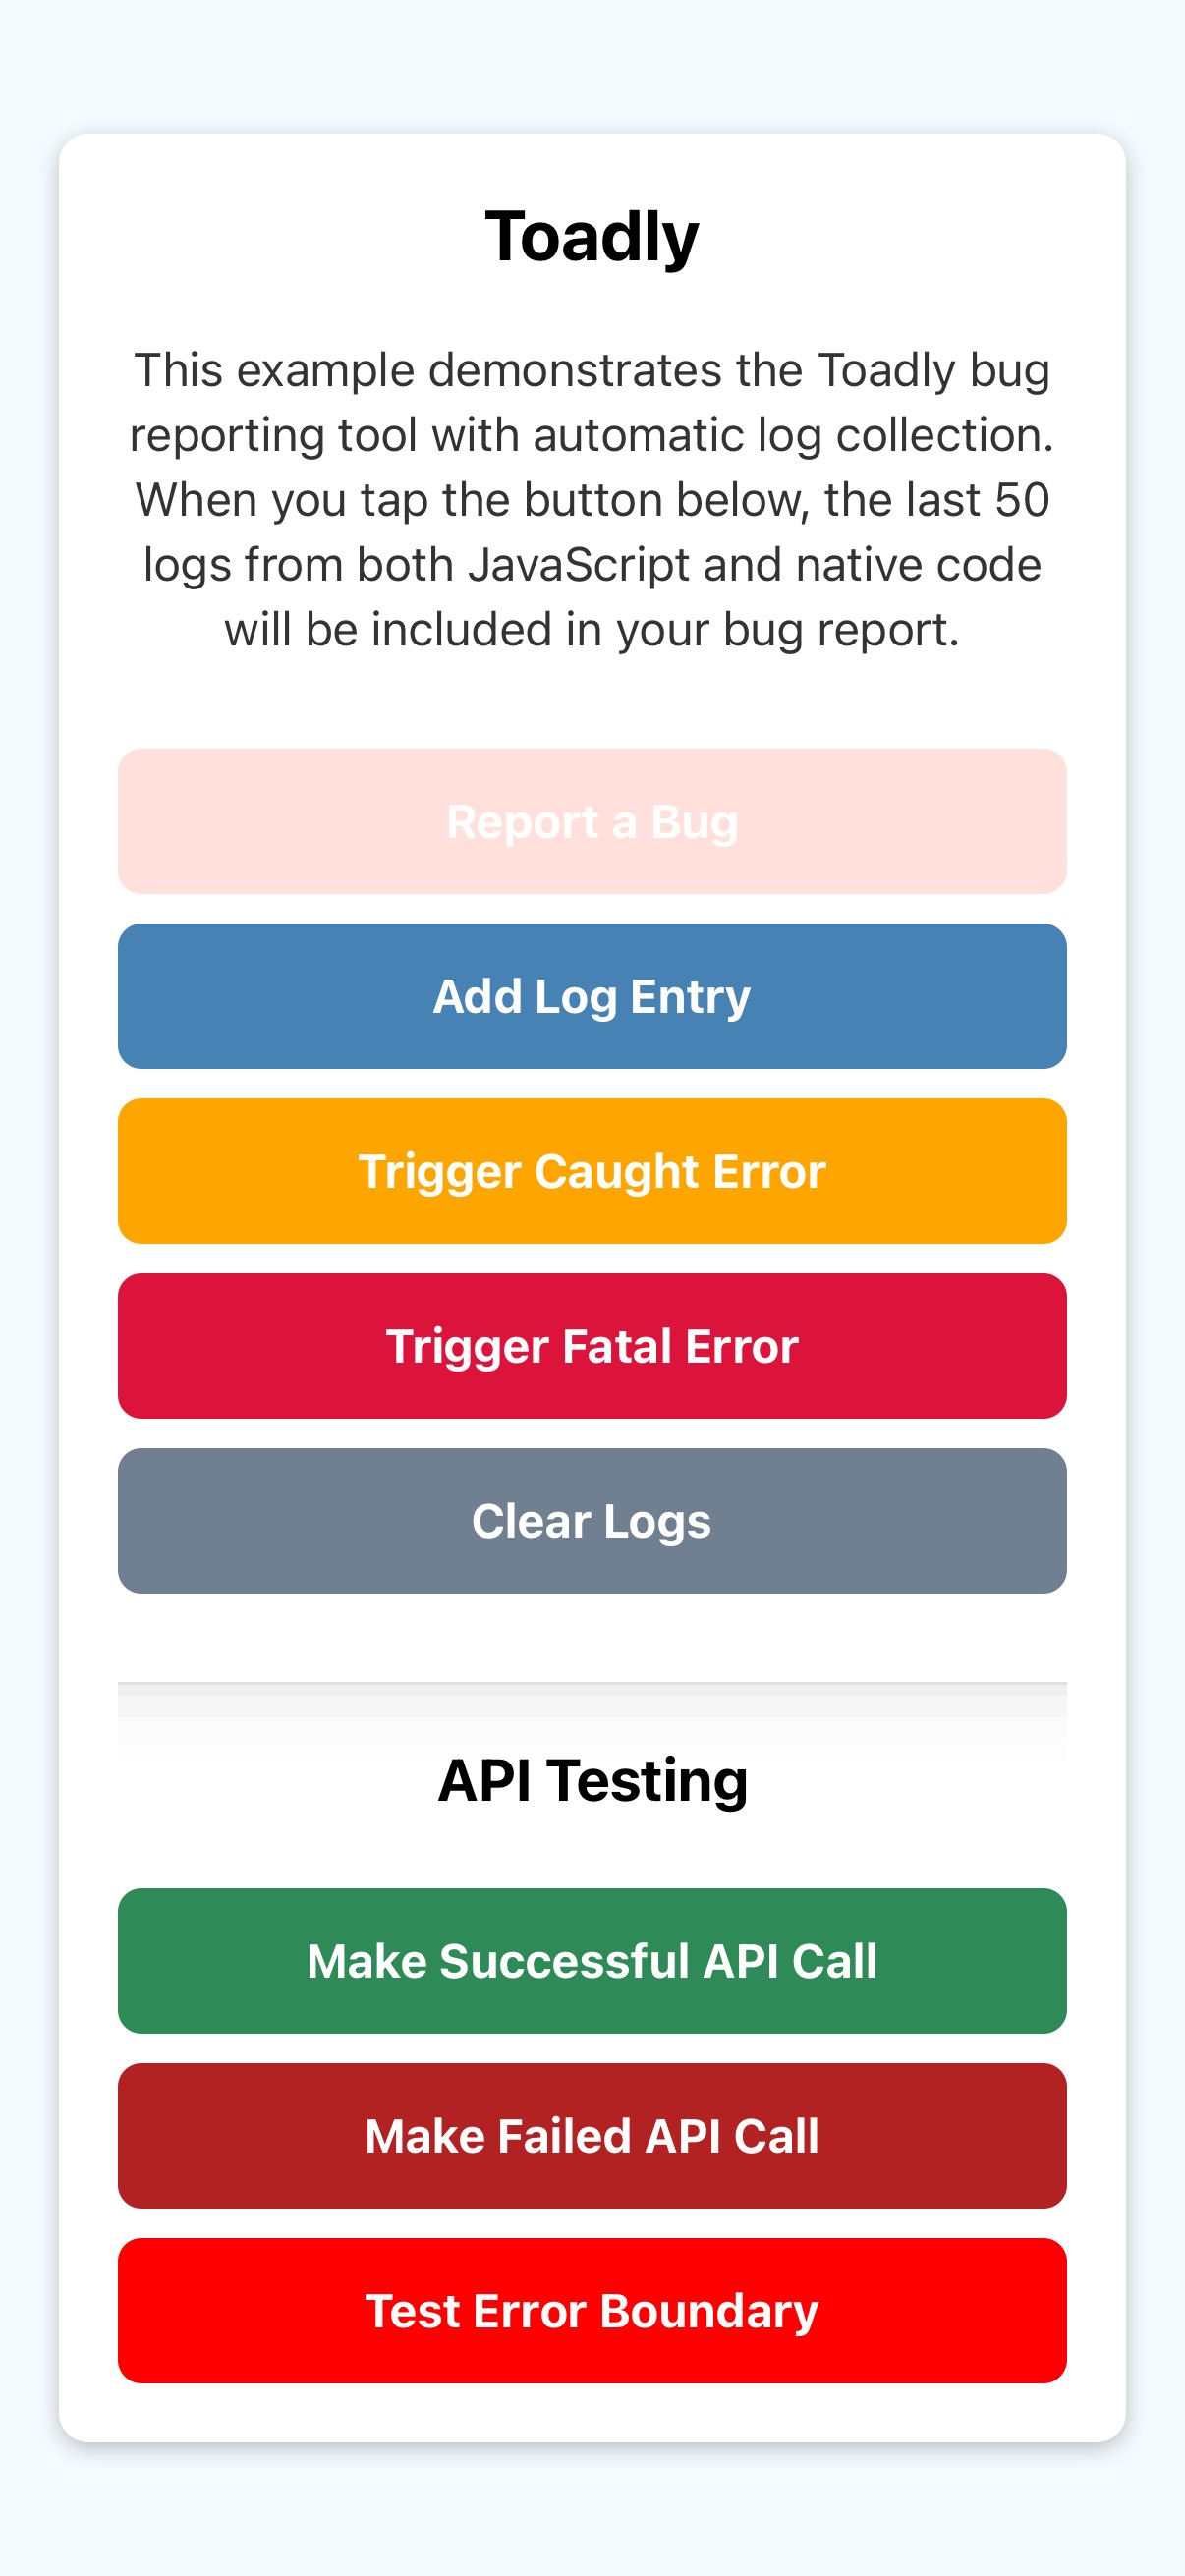 Toadly
This example demonstrates the Toadly bug
reporting tool with automatic log collection.
When you tap the button below, the last 50
logs from both JavaScript and native code
will be included in your bug report.
Report a Bug
Add Log Entry
Trigger Caught Error
Trigger Fatal Error
Clear Logs
API Testing
Make Successful API Call
Make Failed API Call
Test Error Boundary